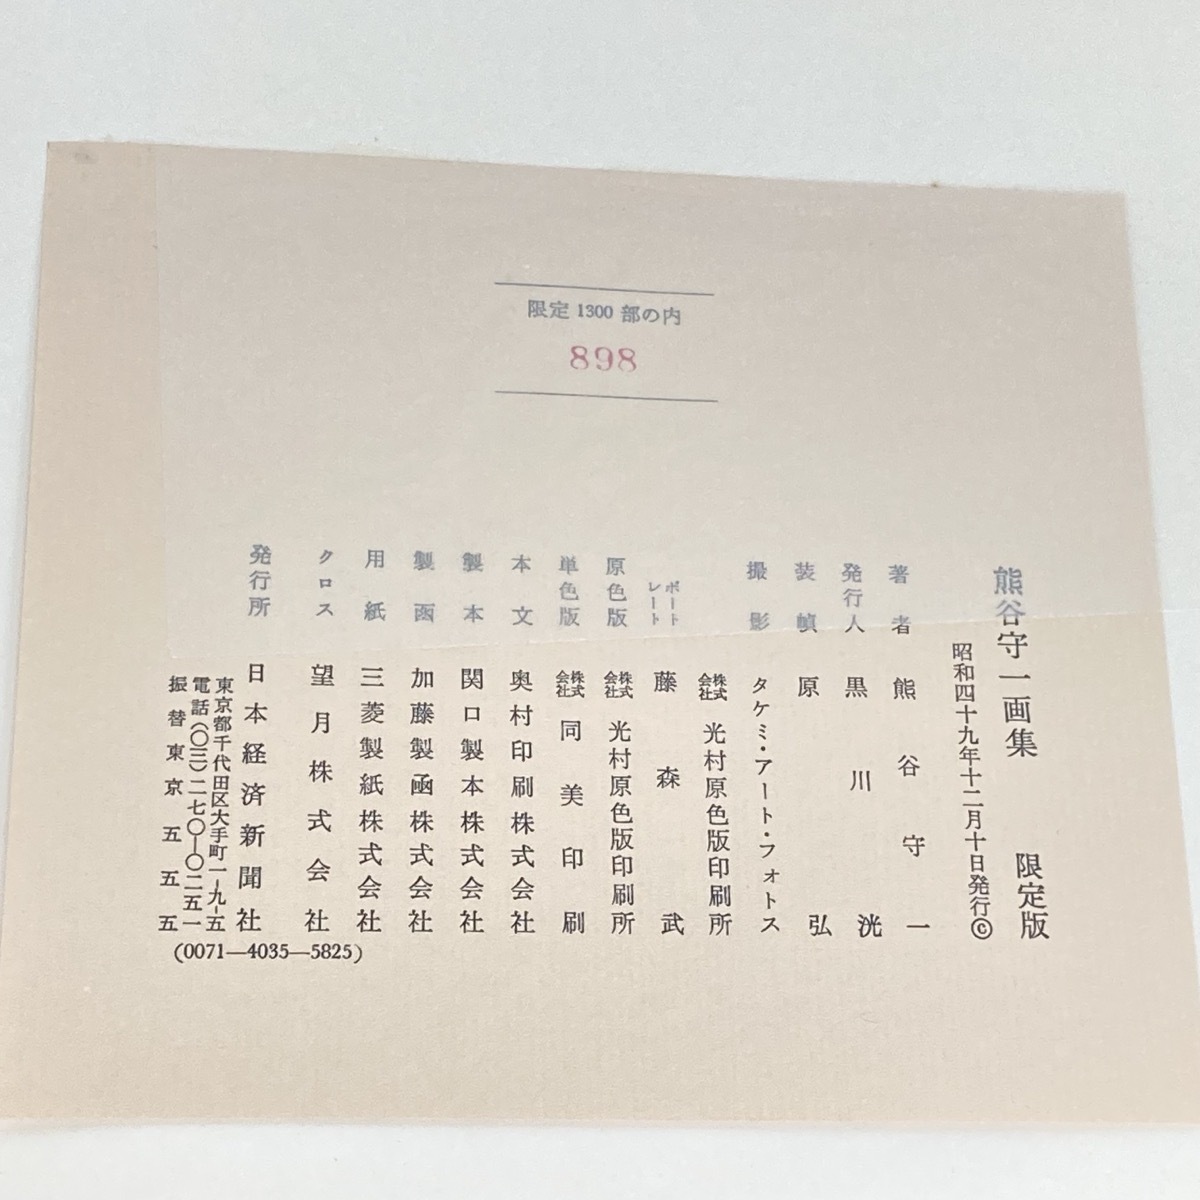 限定 1300 部の内
898
熊谷守一画集 限定版
昭和四十九年十二月十日発行©
著者 熊谷守一
発行人 黒川洸
装幀 原弘
撮影 タケミ・アート・フォトス
株式会社 光村原色版印刷所
ポートレート 藤森武
原色版 株式会社 光村原色版印刷所
単色版 株式会社 同美印刷
本文 奥村印刷株式会社
製本 関口製本株式会社
製函 加藤製函株式会社
用紙 三菱製紙株式会社
クロス 望月株式会社
発行所 日本経済新聞社
東京都千代田区大手町一-九-五
電話(〇三)二七〇-〇二五一
振替東京五五五
(0071—4035—5825)